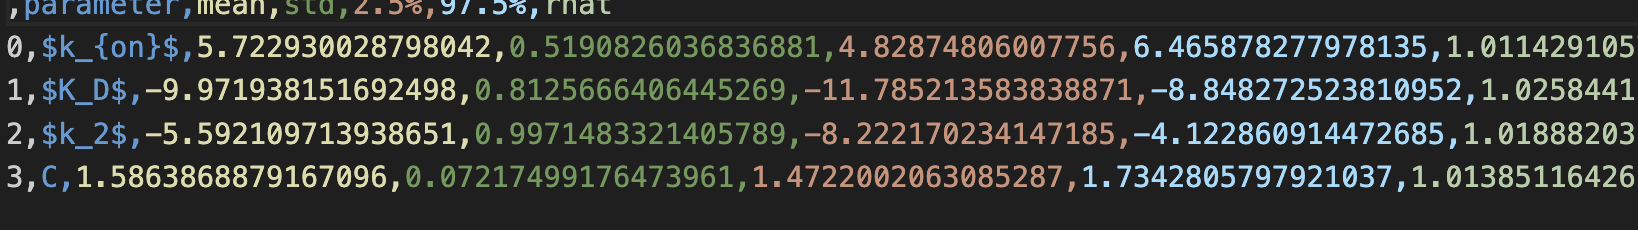 ,parameter,mean,std,2.5%,97.5%,rhat
0,$k_{on}$,5.722930028798042,0.5190826036836881,4.82874806007756,6.465878277978135,1.011429105
1,$K_D$,-9.971938151692498,0.8125666406445269,-11.785213583838871,-8.848272523810952,1.0258441
2,$k_2$,-5.592109713938651,0.9971483321405789,-8.222170234147185,-4.122860914472685,1.01888203
3,C,1.5863868879167096,0.07217499176473961,1.4722002063085287,1.7342805797921037,1.01385116426